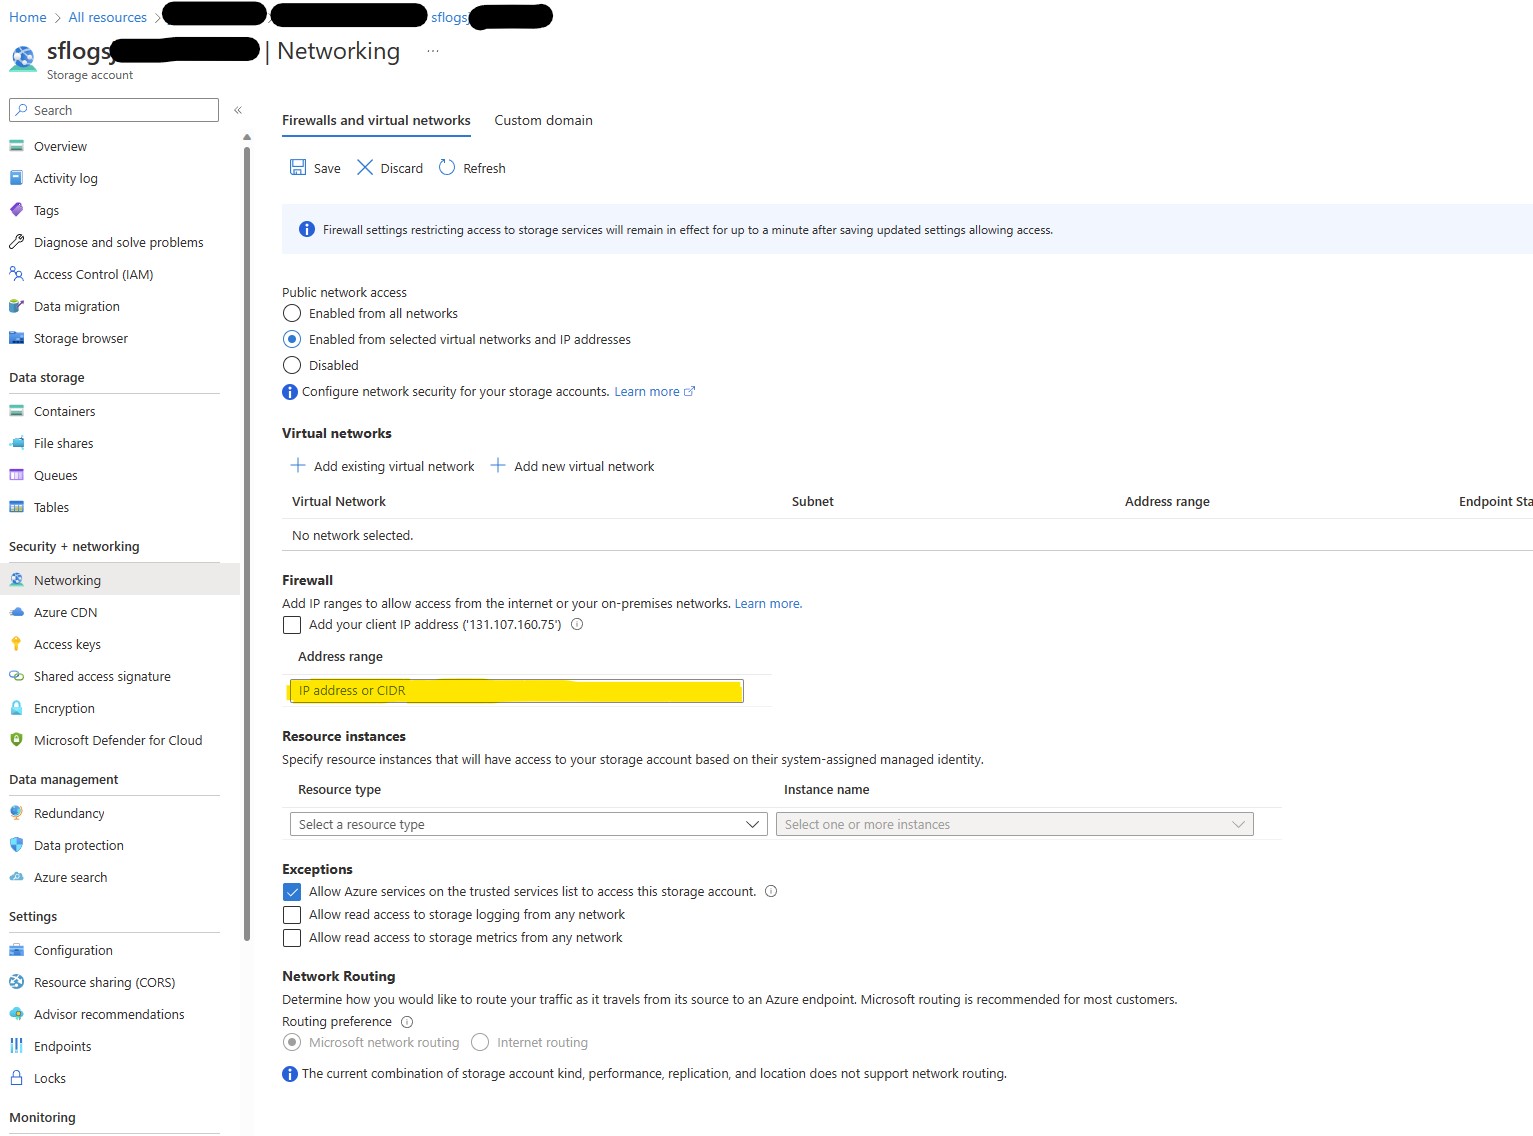 Home > All resources >
sflogs
sflogs | Networking ...
Storage account
Search
«
Overview
Activity log
Tags
Diagnose and solve problems
Access Control (IAM)
Data migration
Storage browser
Data storage
Containers
File shares
Queues
Tables
Security + networking
Networking
Azure CDN
Access keys
Shared access signature
Encryption
Microsoft Defender for Cloud
Data management
Redundancy
Data protection
Azure search
Settings
Configuration
Resource sharing (CORS)
Advisor recommendations
Endpoints
Locks
Monitoring
Firewalls and virtual networks Custom domain
Save Discard Refresh
Firewall settings restricting access to storage services will remain in effect for up to a minute after saving updated settings allowing access.
Public network access
Enabled from all networks
Enabled from selected virtual networks and IP addresses
Disabled
Configure network security for your storage accounts. Learn more
Virtual networks
Add existing virtual network Add new virtual network
Virtual Network Subnet Address range Endpoint Sta
No network selected.
Firewall
Add IP ranges to allow access from the internet or your on-premises networks. Learn more.
Add your client IP address ('131.107.160.75')
Address range
IP address or CIDR
Resource instances
Specify resource instances that will have access to your storage account based on their system-assigned managed identity.
Resource type Instance name
Select a resource type Select one or more instances
Exceptions
Allow Azure services on the trusted services list to access this storage account.
Allow read access to storage logging from any network
Allow read access to storage metrics from any network
Network Routing
Determine how you would like to route your traffic as it travels from its source to an Azure endpoint. Microsoft routing is recommended for most customers.
Routing preference
Microsoft network routing Internet routing
The current combination of storage account kind, performance, replication, and location does not support network routing.